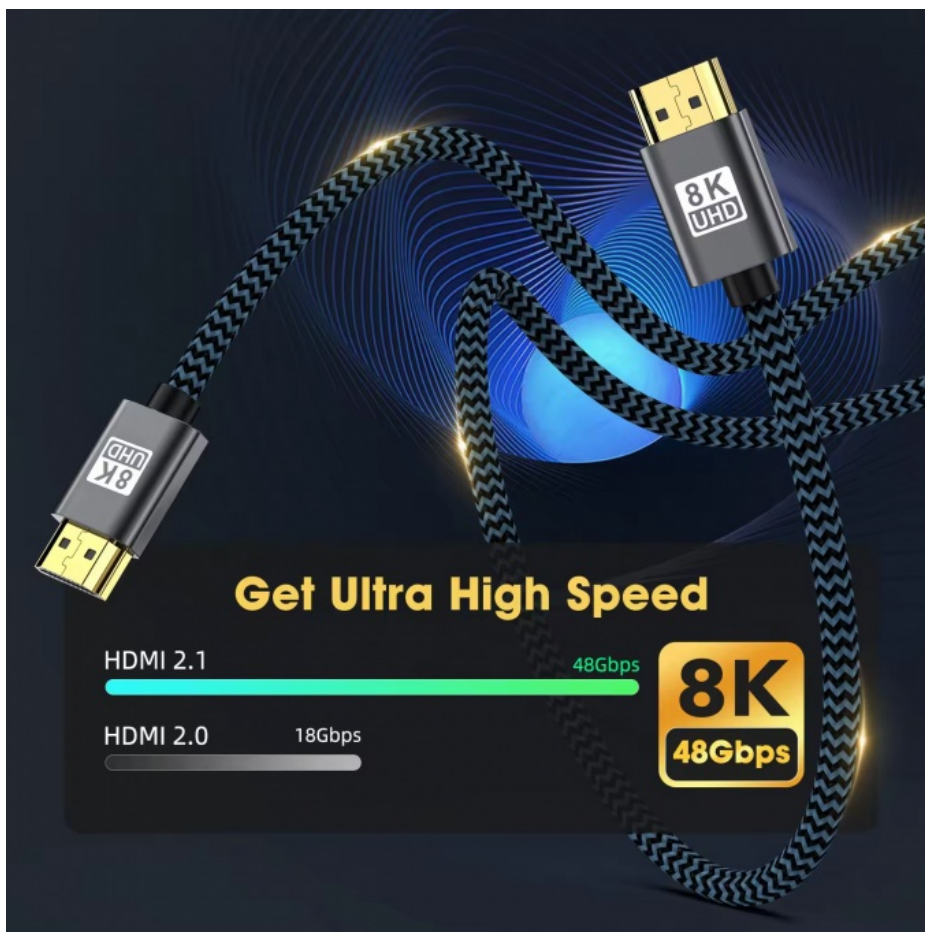 8K
UHD
8K
UHD
Get Ultra High Speed
HDMI 2.1
48Gbps
HDMI 2.0
18Gbps
8K
48Gbps